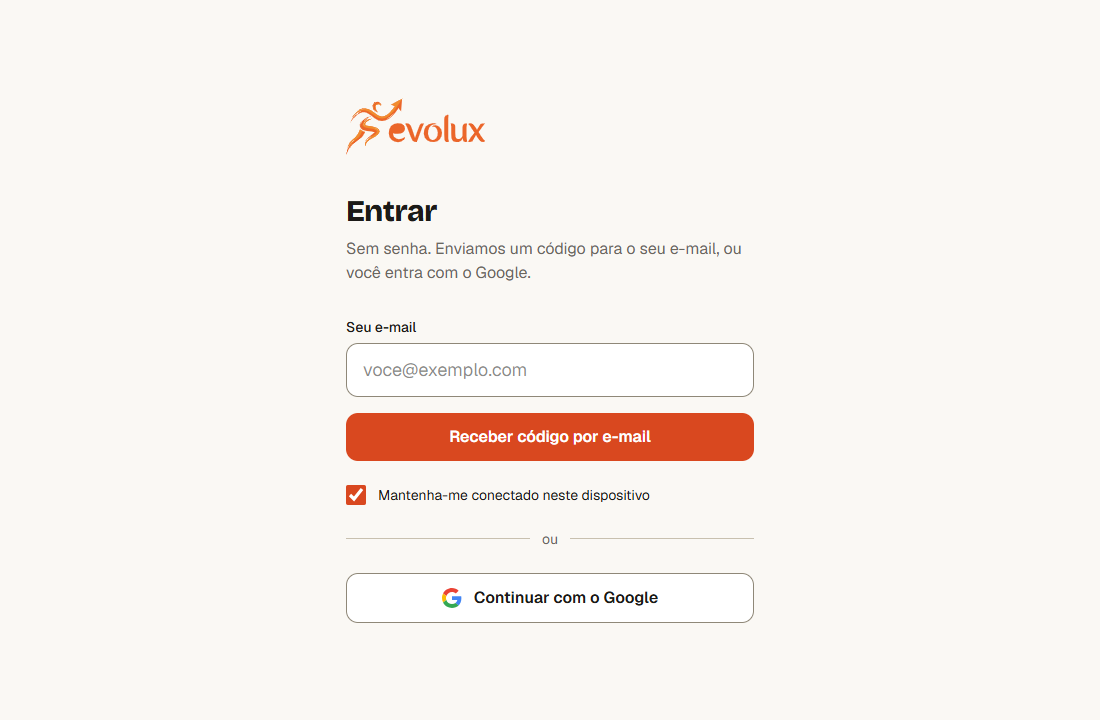 evolux
Entrar
Sem senha. Enviamos um código para o seu e-mail, ou
você entra com o Google.
Seu e-mail
voce@exemplo.com
Receber código por e-mail
Mantenha-me conectado neste dispositivo
ou
Continuar com o Google